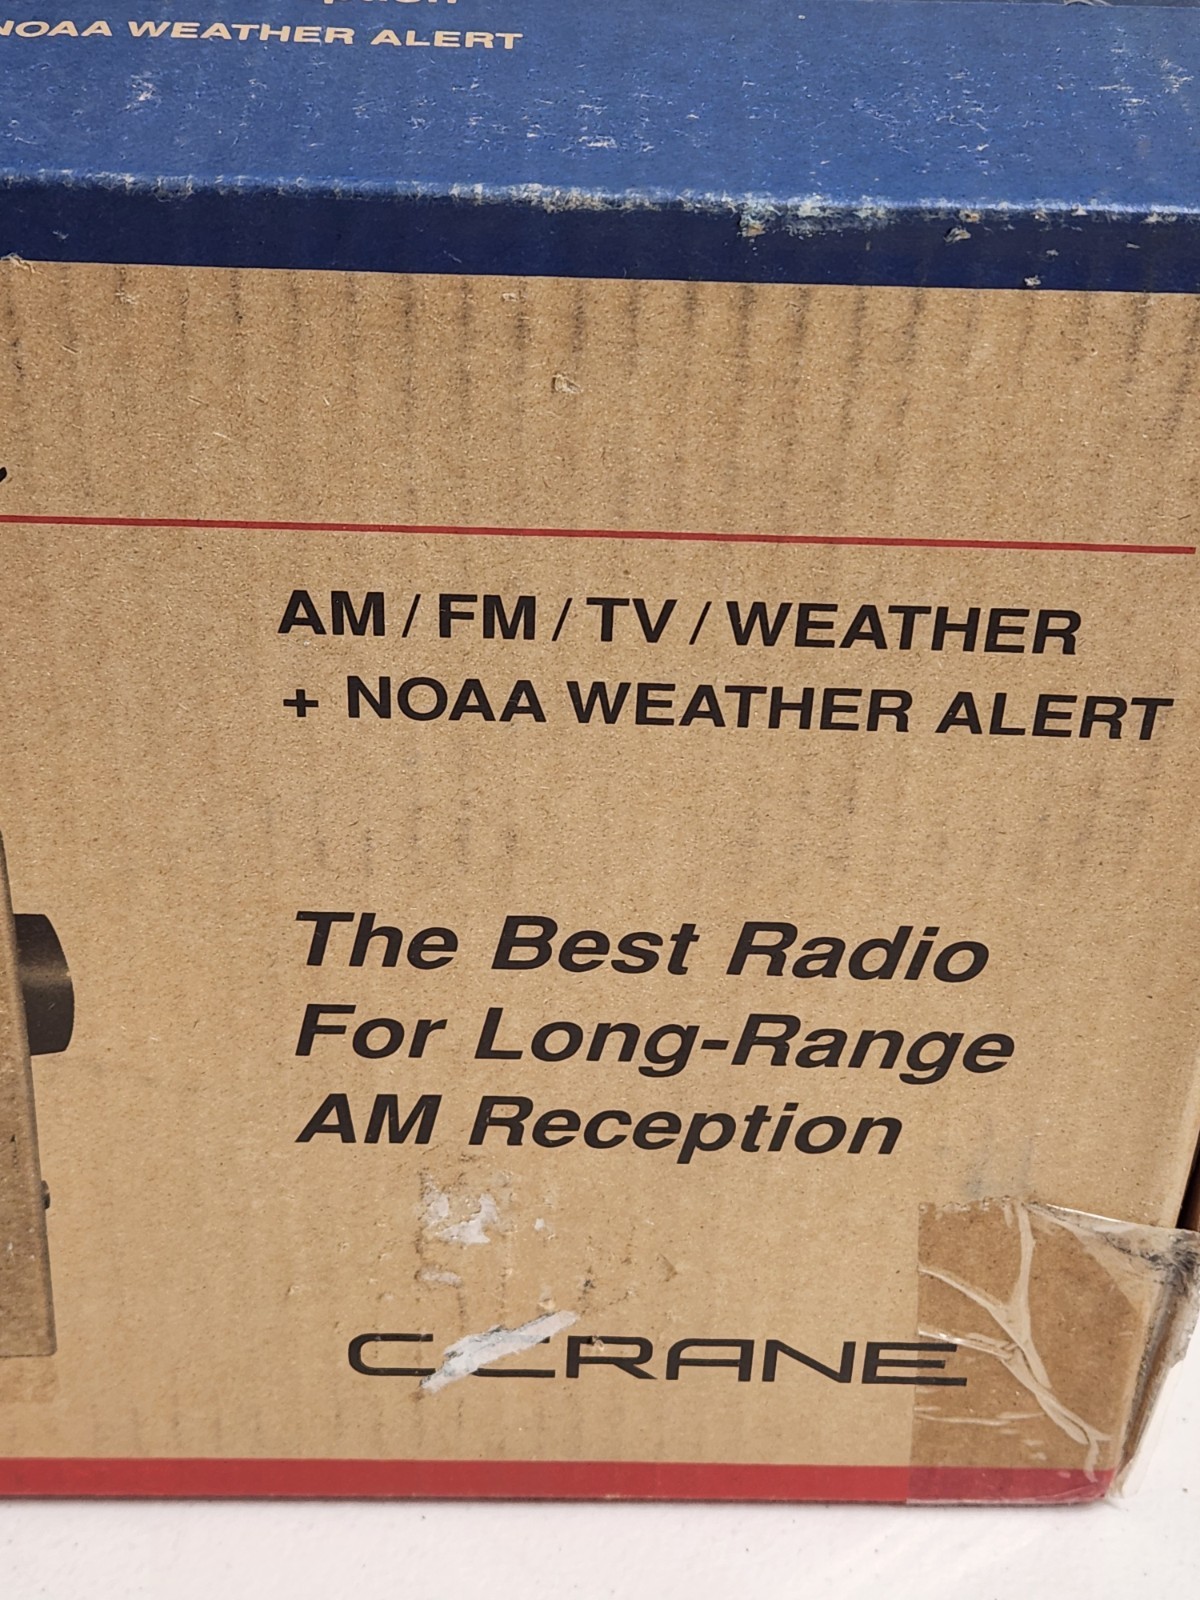 NOAA WEATHER ALERT
AM / FM / TV / WEATHER
+ NOAA WEATHER ALERT
The Best Radio
For Long-Range
AM Reception
C CRANE